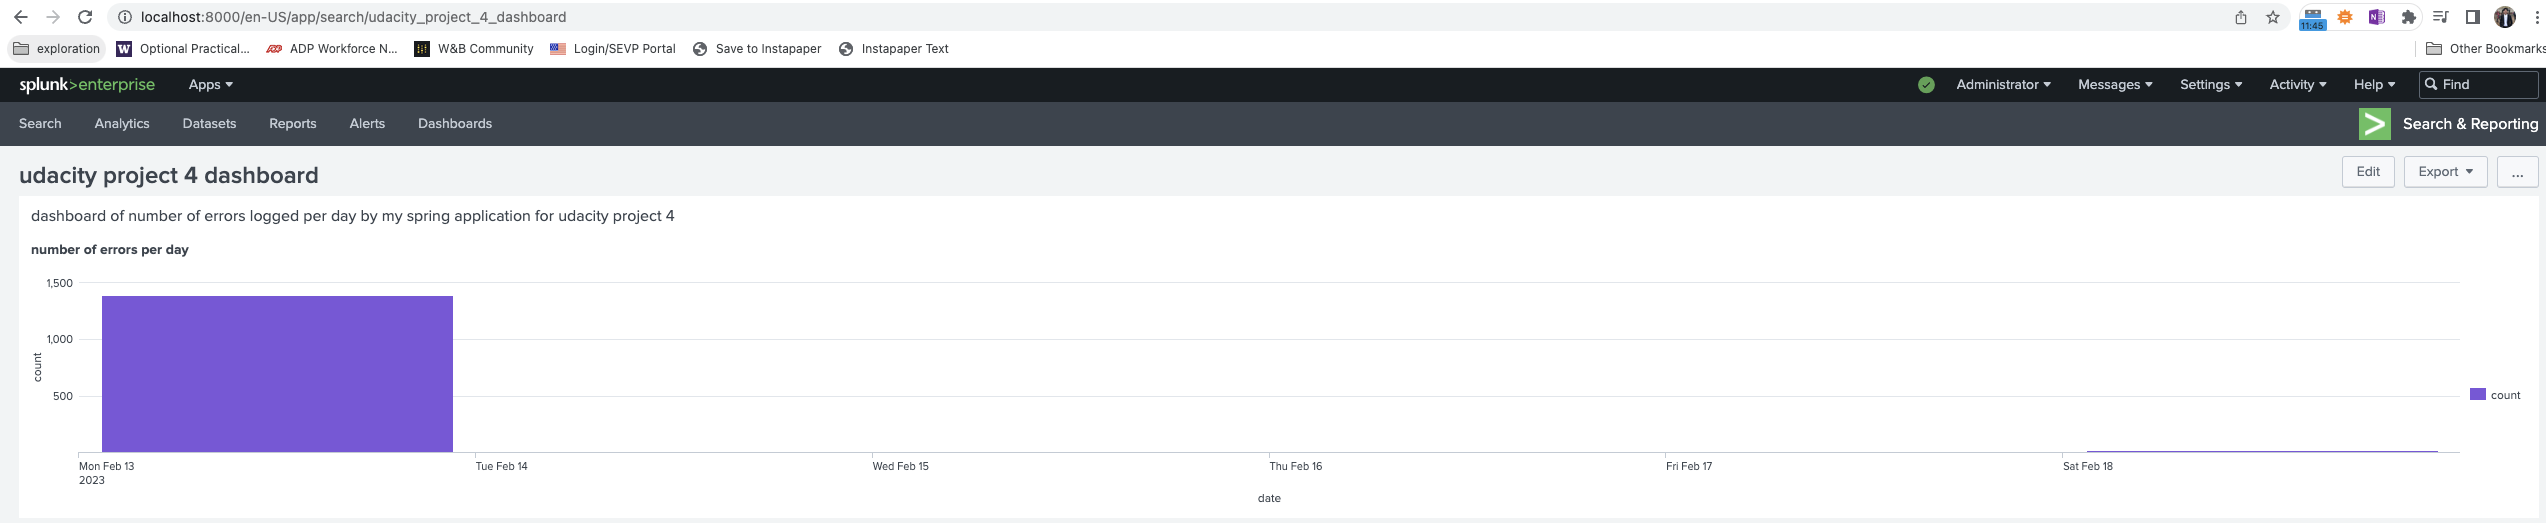 localhost:8000/en-US/app/search/udacity_project_4_dashboard
11:45
exploration W Optional Practical... ADP Workforce N... W&B Community Login/SEVP Portal Save to Instapaper Instapaper Text Other Bookmarks
splunk>enterprise Apps Administrator Messages Settings Activity Help Find
Search Analytics Datasets Reports Alerts Dashboards > Search & Reporting
udacity project 4 dashboard Edit Export ...
dashboard of number of errors logged per day by my spring application for udacity project 4
number of errors per day
1,500
1,000
count
500
count
Mon Feb 13 Tue Feb 14 Wed Feb 15 Thu Feb 16 Fri Feb 17 Sat Feb 18
2023
date